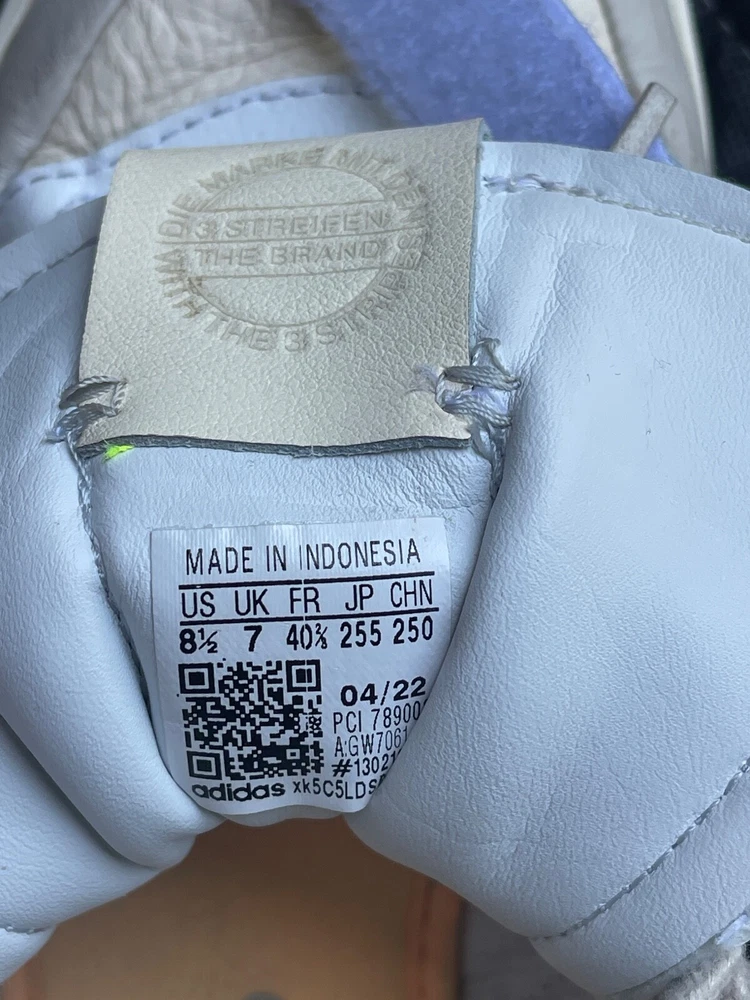 DIE MARKE MIT DEN
3 STREIFEN
THE BRAND
WITH THE 3 STRIPES
MADE IN INDONESIA
US UK FR JP CHN
8½ 7 40⅔ 255 250
04/22
PCI
adidas